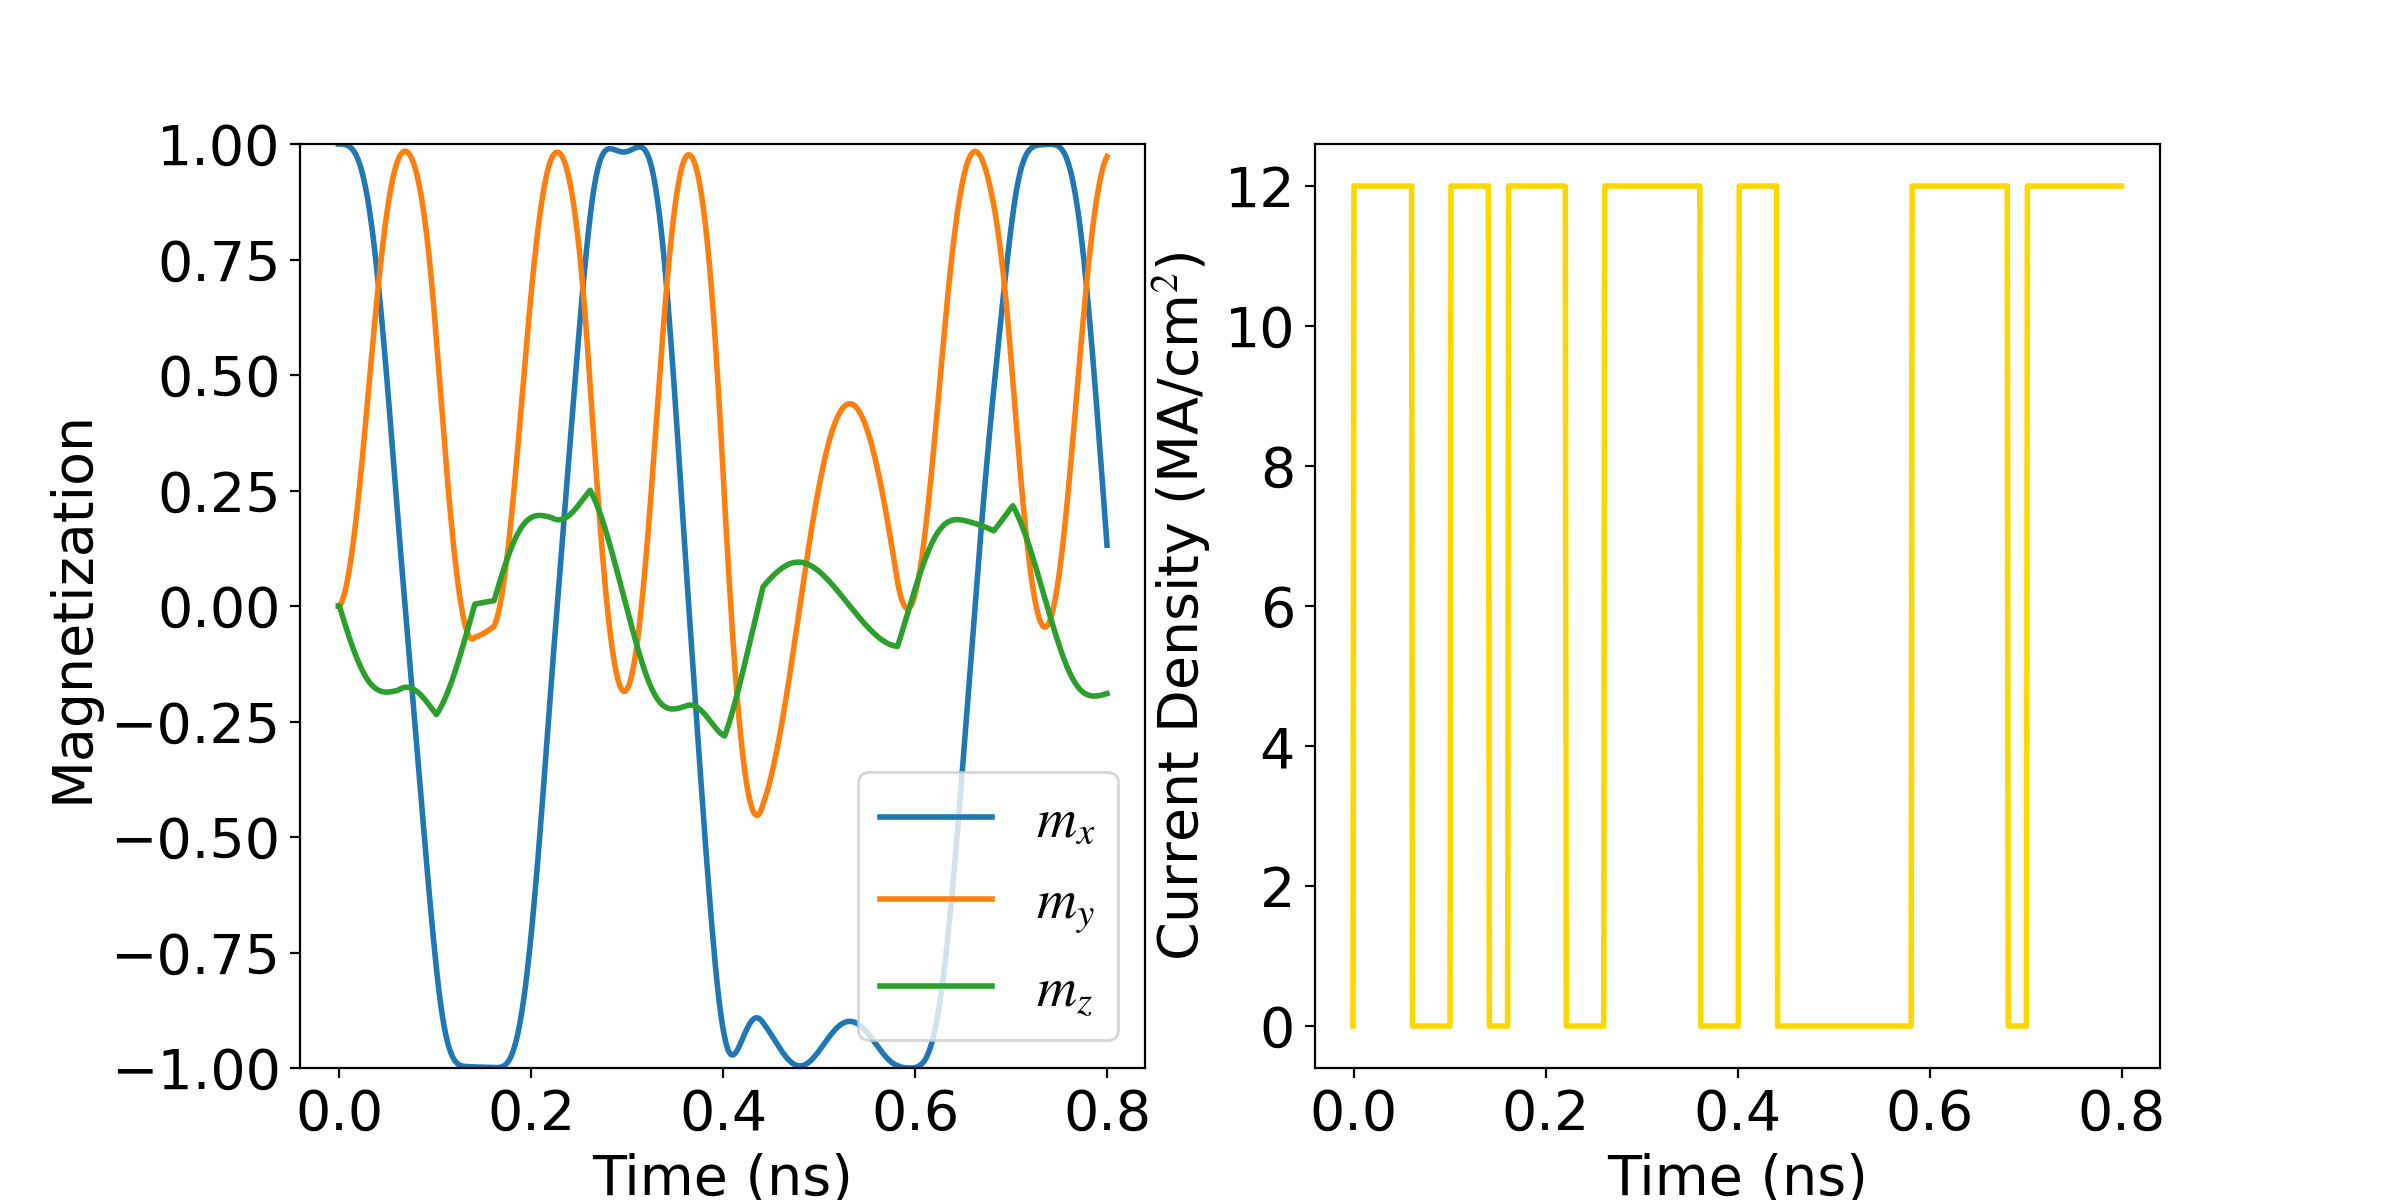 Magnetization
1.00
0.75
0.50
0.25
0.00
−0.25
−0.50
−0.75
−1.00
0.0 0.2 0.4 0.6 0.8
Time (ns)
m_x
m_y
m_z
Current Density (MA/cm²)
12
10
8
6
4
2
0
0.0 0.2 0.4 0.6 0.8
Time (ns)